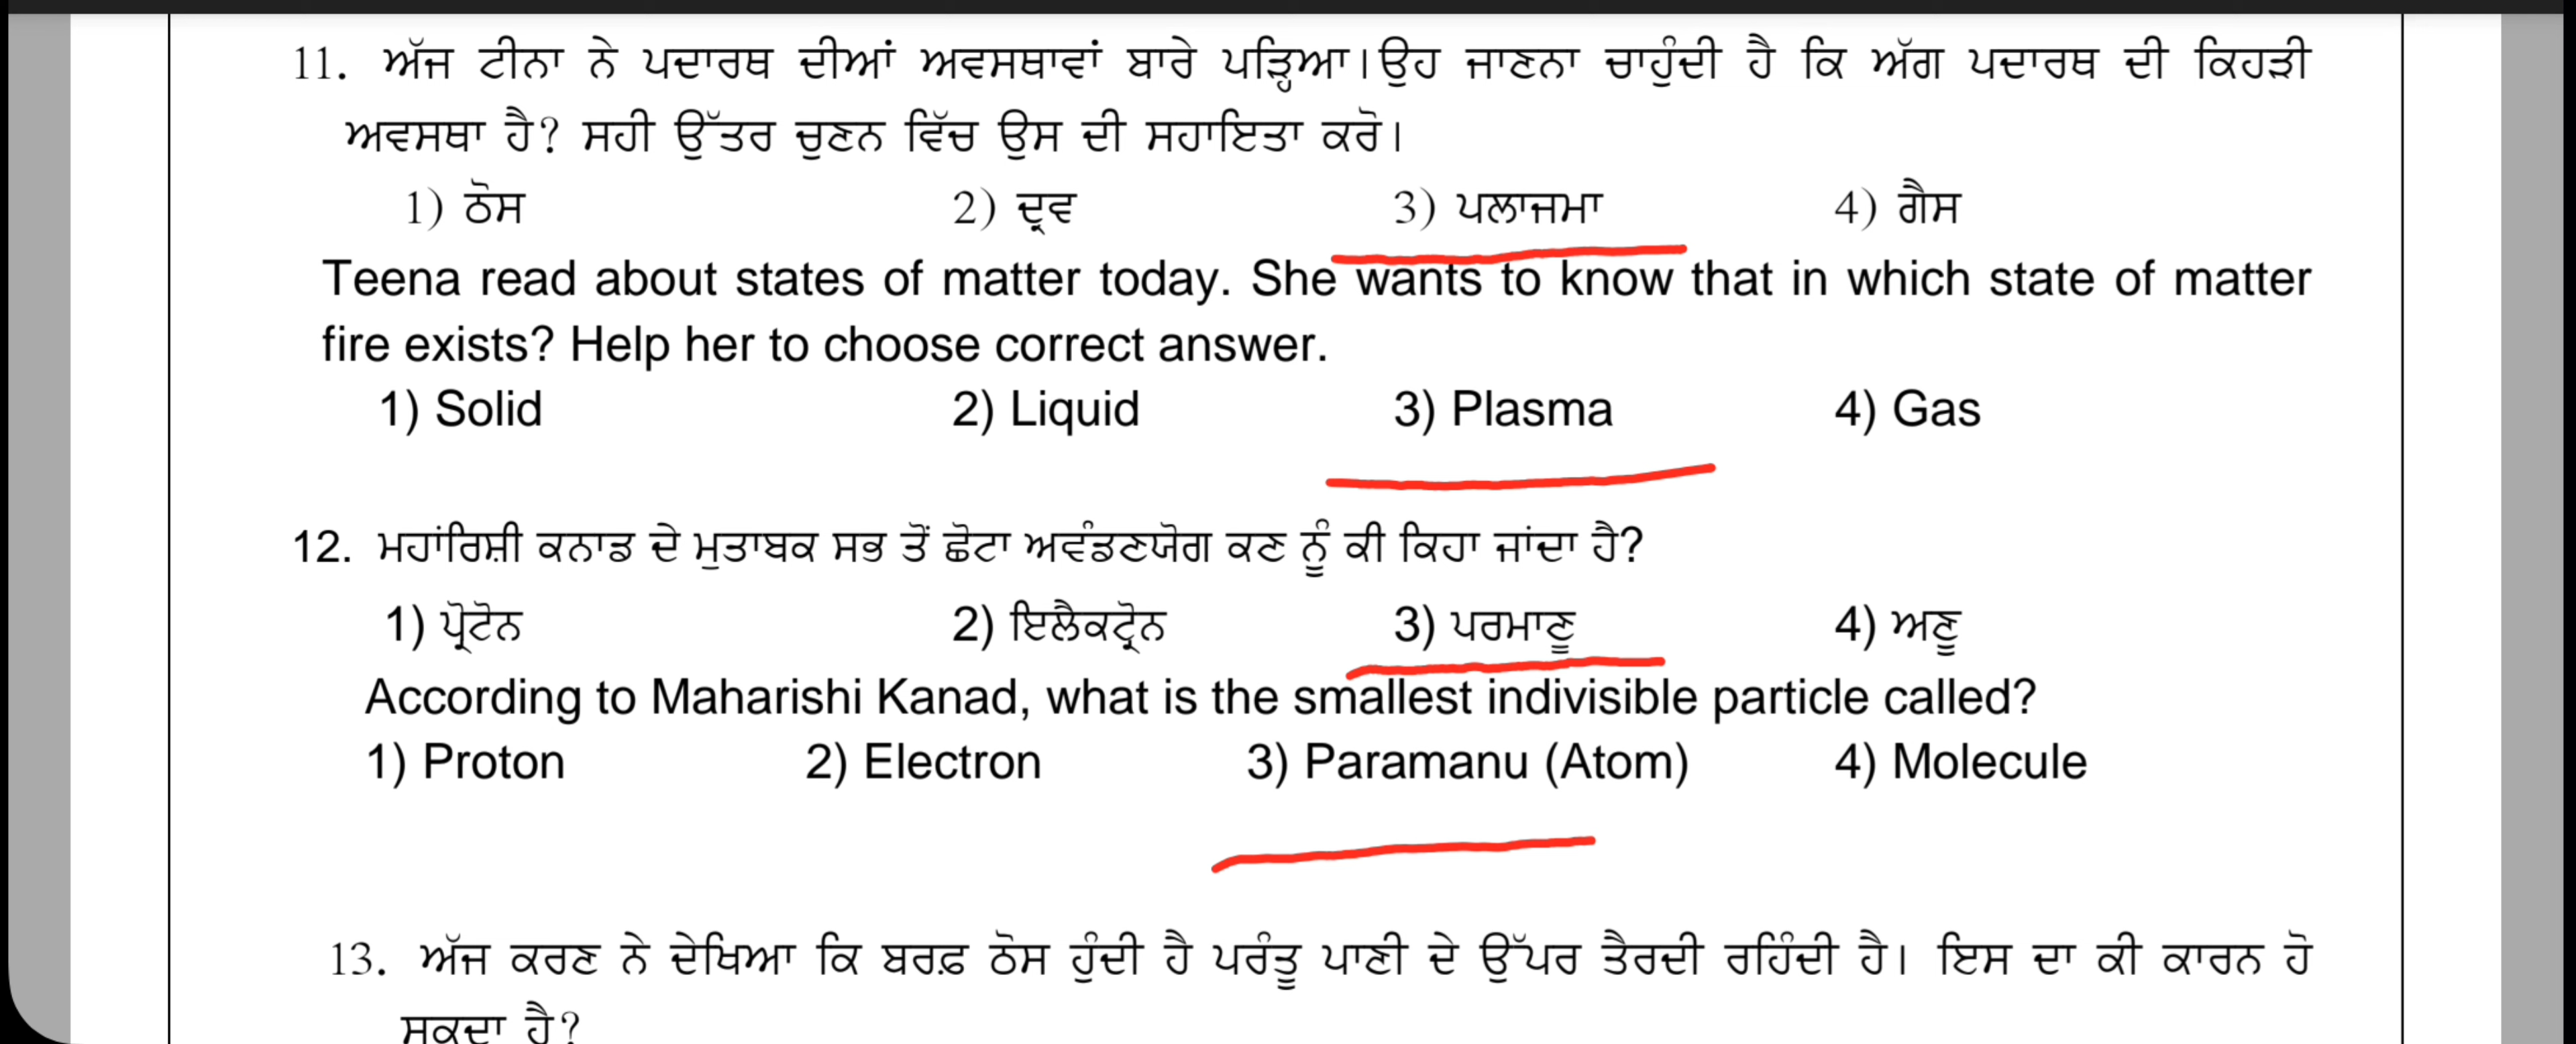 11. ਅੱਜ ਟੀਨਾ ਨੇ ਪਦਾਰਥ ਦੀਆਂ ਅਵਸਥਾਵਾਂ ਬਾਰੇ ਪੜ੍ਹਿਆ।ਉਹ ਜਾਣਨਾ ਚਾਹੁੰਦੀ ਹੈ ਕਿ ਅੱਗ ਪਦਾਰਥ ਦੀ ਕਿਹੜੀ
ਅਵਸਥਾ ਹੈ? ਸਹੀ ਉੱਤਰ ਚੁਣਨ ਵਿੱਚ ਉਸ ਦੀ ਸਹਾਇਤਾ ਕਰੋ।
1) ਠੋਸ 2) ਦ੍ਰਵ 3) ਪਲਾਜਮਾ 4) ਗੈਸ
Teena read about states of matter today. She wants to know that in which state of matter
fire exists? Help her to choose correct answer.
1) Solid 2) Liquid 3) Plasma 4) Gas
12. ਮਹਾਂਰਿਸ਼ੀ ਕਨਾਡ ਦੇ ਮੁਤਾਬਕ ਸਭ ਤੋਂ ਛੋਟਾ ਅਵੰਡਣਯੋਗ ਕਣ ਨੂੰ ਕੀ ਕਿਹਾ ਜਾਂਦਾ ਹੈ?
1) ਪ੍ਰੋਟੋਨ 2) ਇਲੈਕਟ੍ਰੋਨ 3) ਪਰਮਾਣੂ 4) ਅਣੂ
According to Maharishi Kanad, what is the smallest indivisible particle called?
1) Proton 2) Electron 3) Paramanu (Atom) 4) Molecule
13. ਅੱਜ ਕਰਣ ਨੇ ਦੇਖਿਆ ਕਿ ਬਰਫ਼ ਠੋਸ ਹੁੰਦੀ ਹੈ ਪਰੰਤੂ ਪਾਣੀ ਦੇ ਉੱਪਰ ਤੈਰਦੀ ਰਹਿੰਦੀ ਹੈ। ਇਸ ਦਾ ਕੀ ਕਾਰਨ ਹੋ
ਸਕਦਾ ਹੈ?